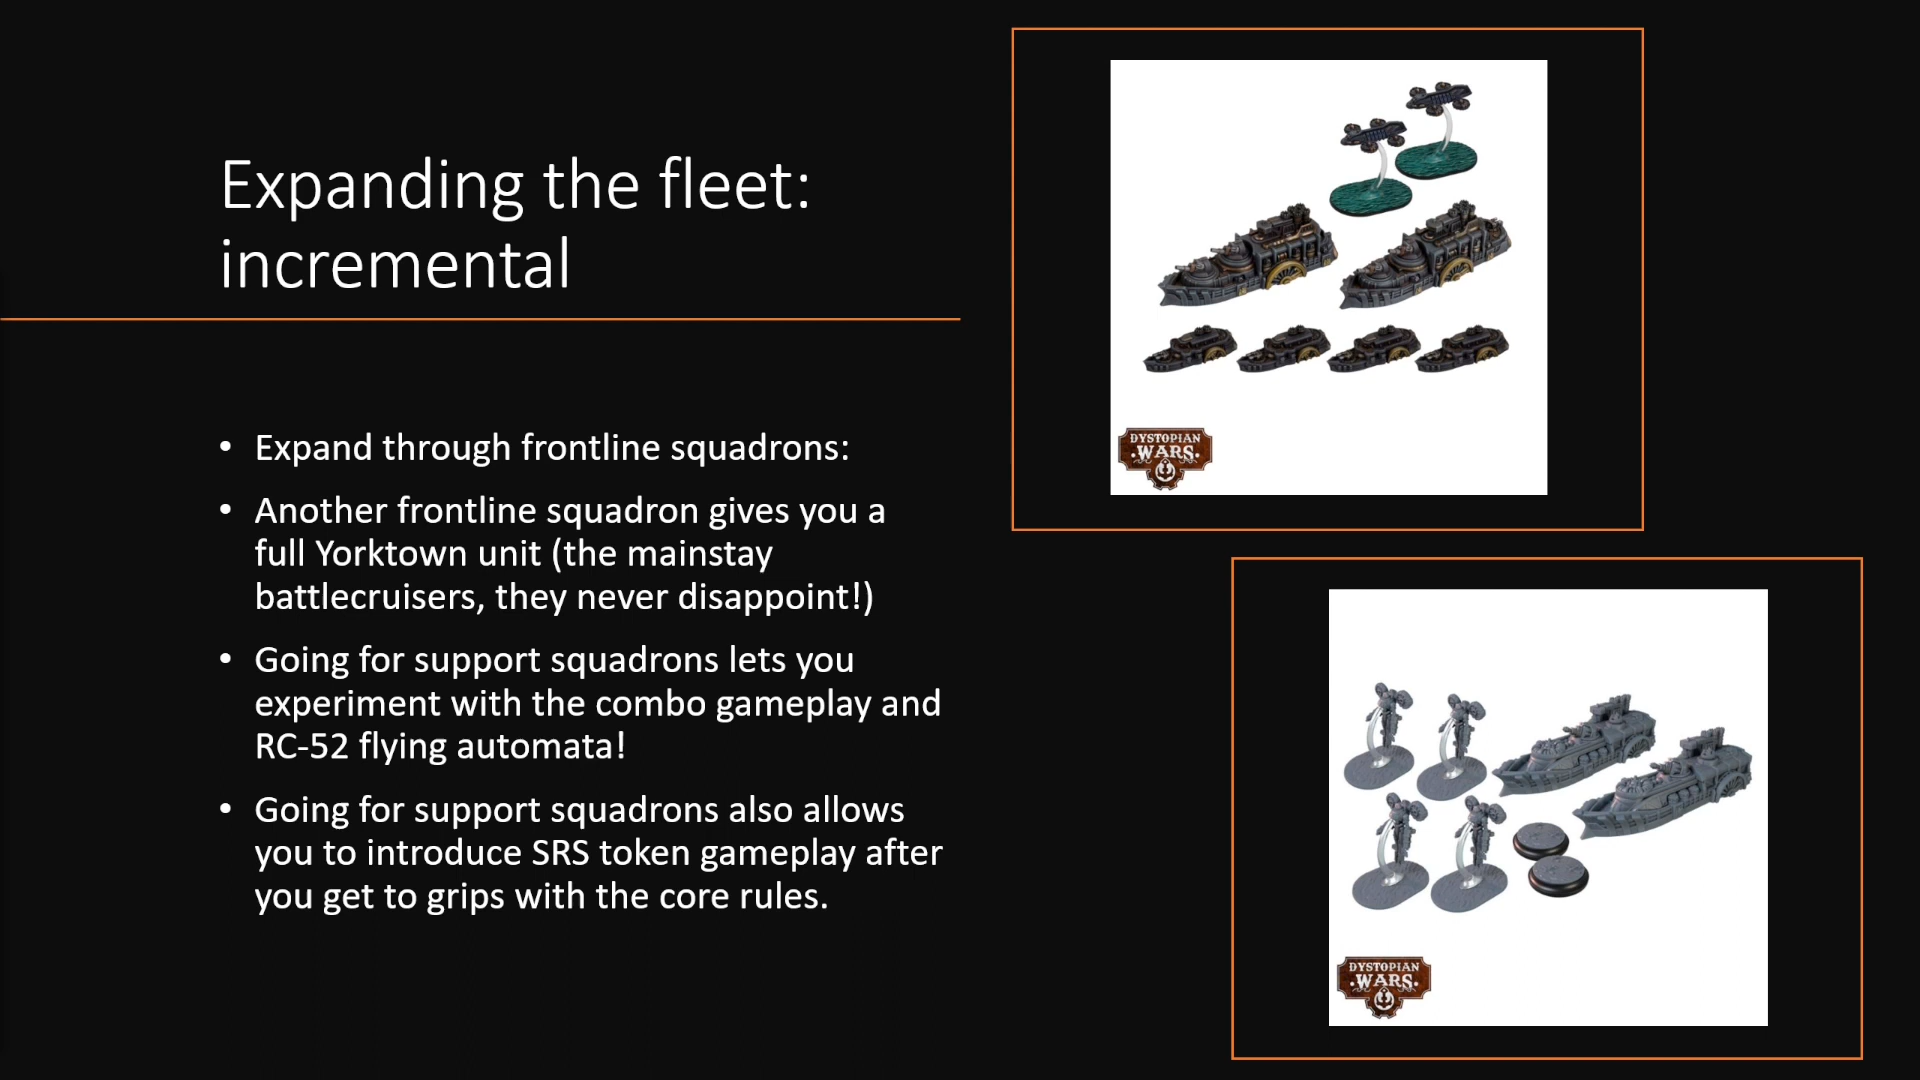 Expanding the fleet:
incremental
• Expand through frontline squadrons:
• Another frontline squadron gives you a
full Yorktown unit (the mainstay
battlecruisers, they never disappoint!)
• Going for support squadrons lets you
experiment with the combo gameplay and
RC-52 flying automata!
• Going for support squadrons also allows
you to introduce SRS token gameplay after
you get to grips with the core rules.
DYSTOPIAN
WARS
DYSTOPIAN
WARS